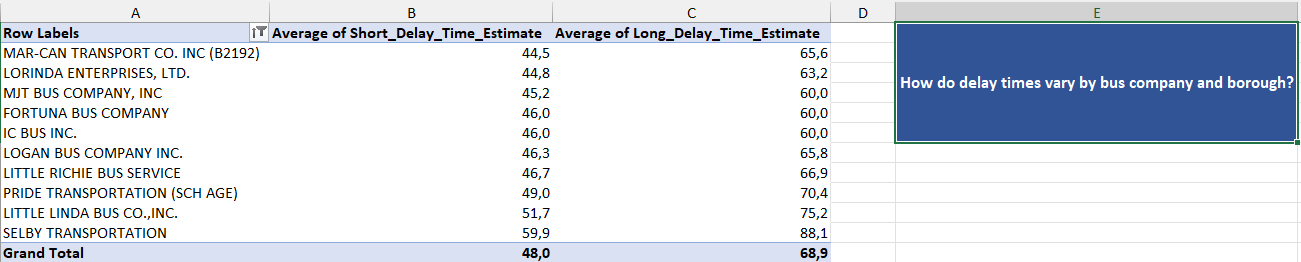 A B C D E
Row Labels Average of Short_Delay_Time_Estimate Average of Long_Delay_Time_Estimate
MAR-CAN TRANSPORT CO. INC (B2192) 44,5 65,6
LORINDA ENTERPRISES, LTD. 44,8 63,2
MJT BUS COMPANY, INC 45,2 60,0
How do delay times vary by bus company and borough?
FORTUNA BUS COMPANY 46,0 60,0
IC BUS INC. 46,0 60,0
LOGAN BUS COMPANY INC. 46,3 65,8
LITTLE RICHIE BUS SERVICE 46,7 66,9
PRIDE TRANSPORTATION (SCH AGE) 49,0 70,4
LITTLE LINDA BUS CO.,INC. 51,7 75,2
SELBY TRANSPORTATION 59,9 88,1
Grand Total 48,0 68,9